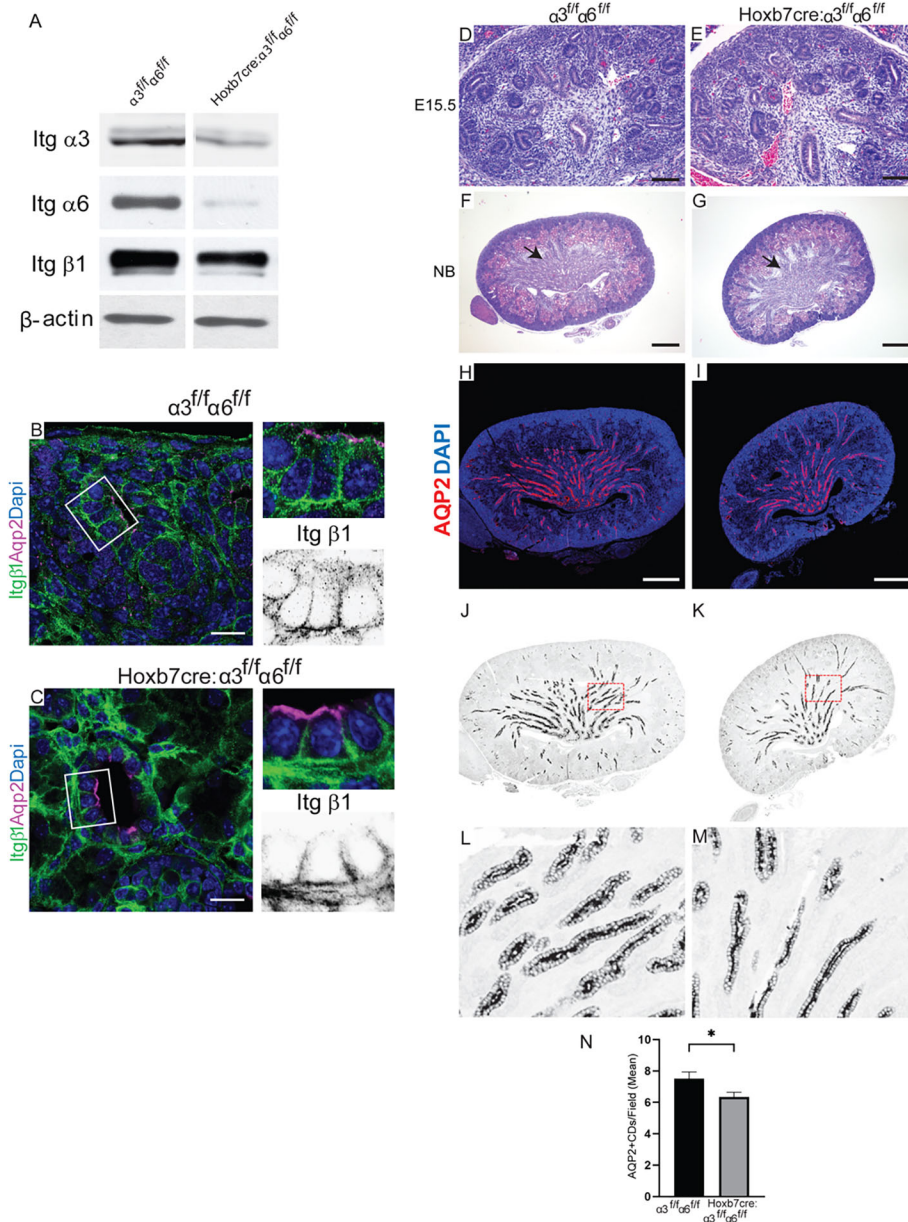 A
α3f/fα6f/f
Hoxb7cre:α3f/fα6f/f
Itg α3
Itg α6
Itg β1
β-actin
α3f/fα6f/f
B
Itgβ1Aqp2Dapi
Itg β1
Hoxb7cre:α3f/fα6f/f
C
Itgβ1Aqp2Dapi
Itg β1
α3f/fα6f/f
Hoxb7cre:α3f/fα6f/f
D
E
E15.5
F
G
NB
H
I
AQP2DAPI
J
K
L
M
N
*
AQP2+CDs/Field (Mean)
10
8
6
4
2
0
α3f/fα6f/f
Hoxb7cre:
α3f/fα6f/f